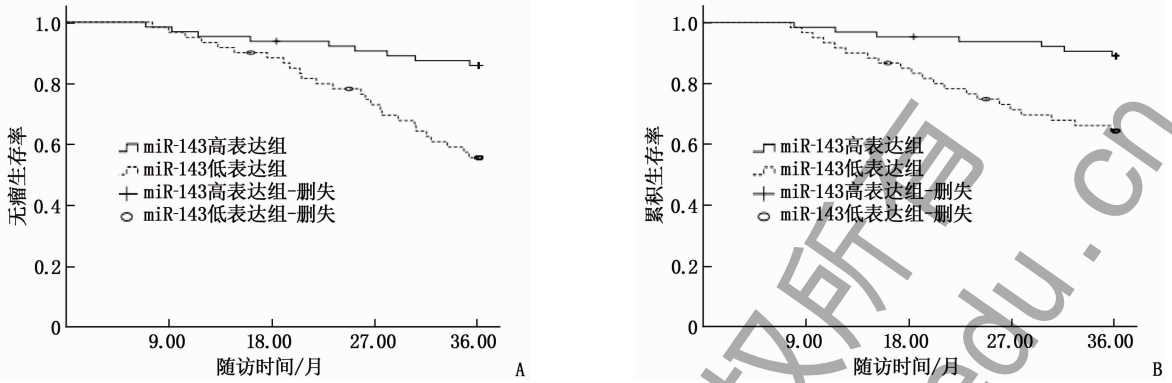 1.0
0.8
0.6
0.4
0.2
0
无瘤生存率
miR-143高表达组
miR-143低表达组
miR-143高表达组-删失
miR-143低表达组-删失
9.00 18.00 27.00 36.00
随访时间/月
A
1.0
0.8
0.6
0.4
0.2
0
累积生存率
miR-143高表达组
miR-143低表达组
miR-143高表达组-删失
miR-143低表达组-删失
9.00 18.00 27.00 36.00
随访时间/月
B
权所有
du.cn